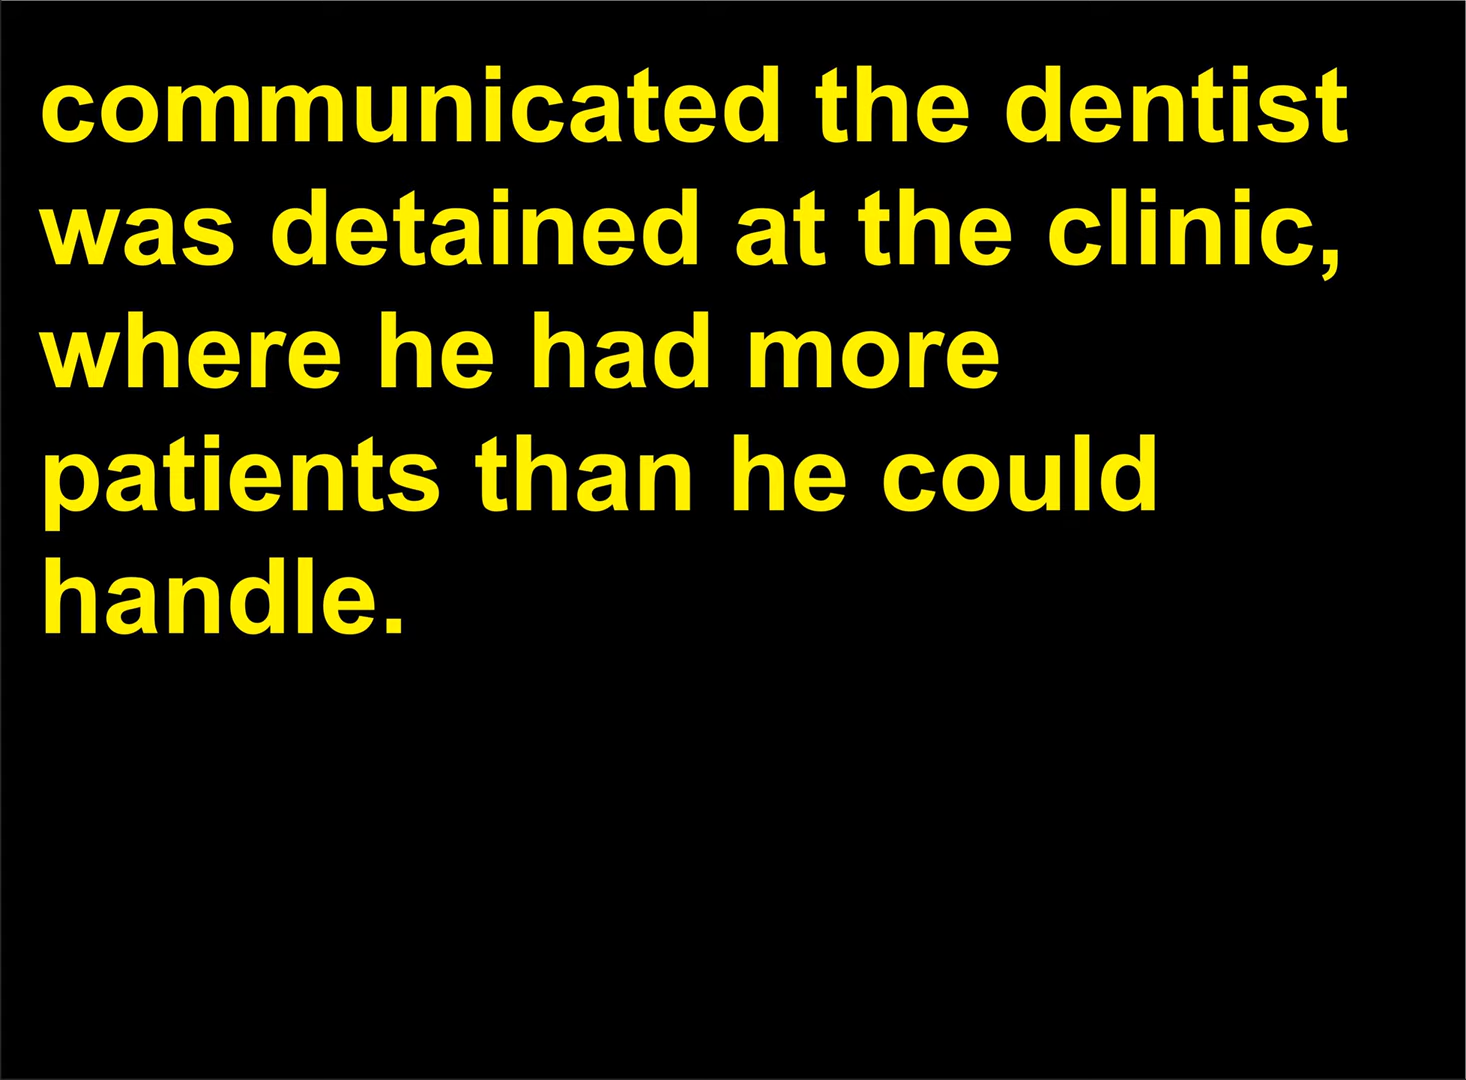 communicated the dentist
was detained at the clinic,
where he had more
patients than he could
handle.